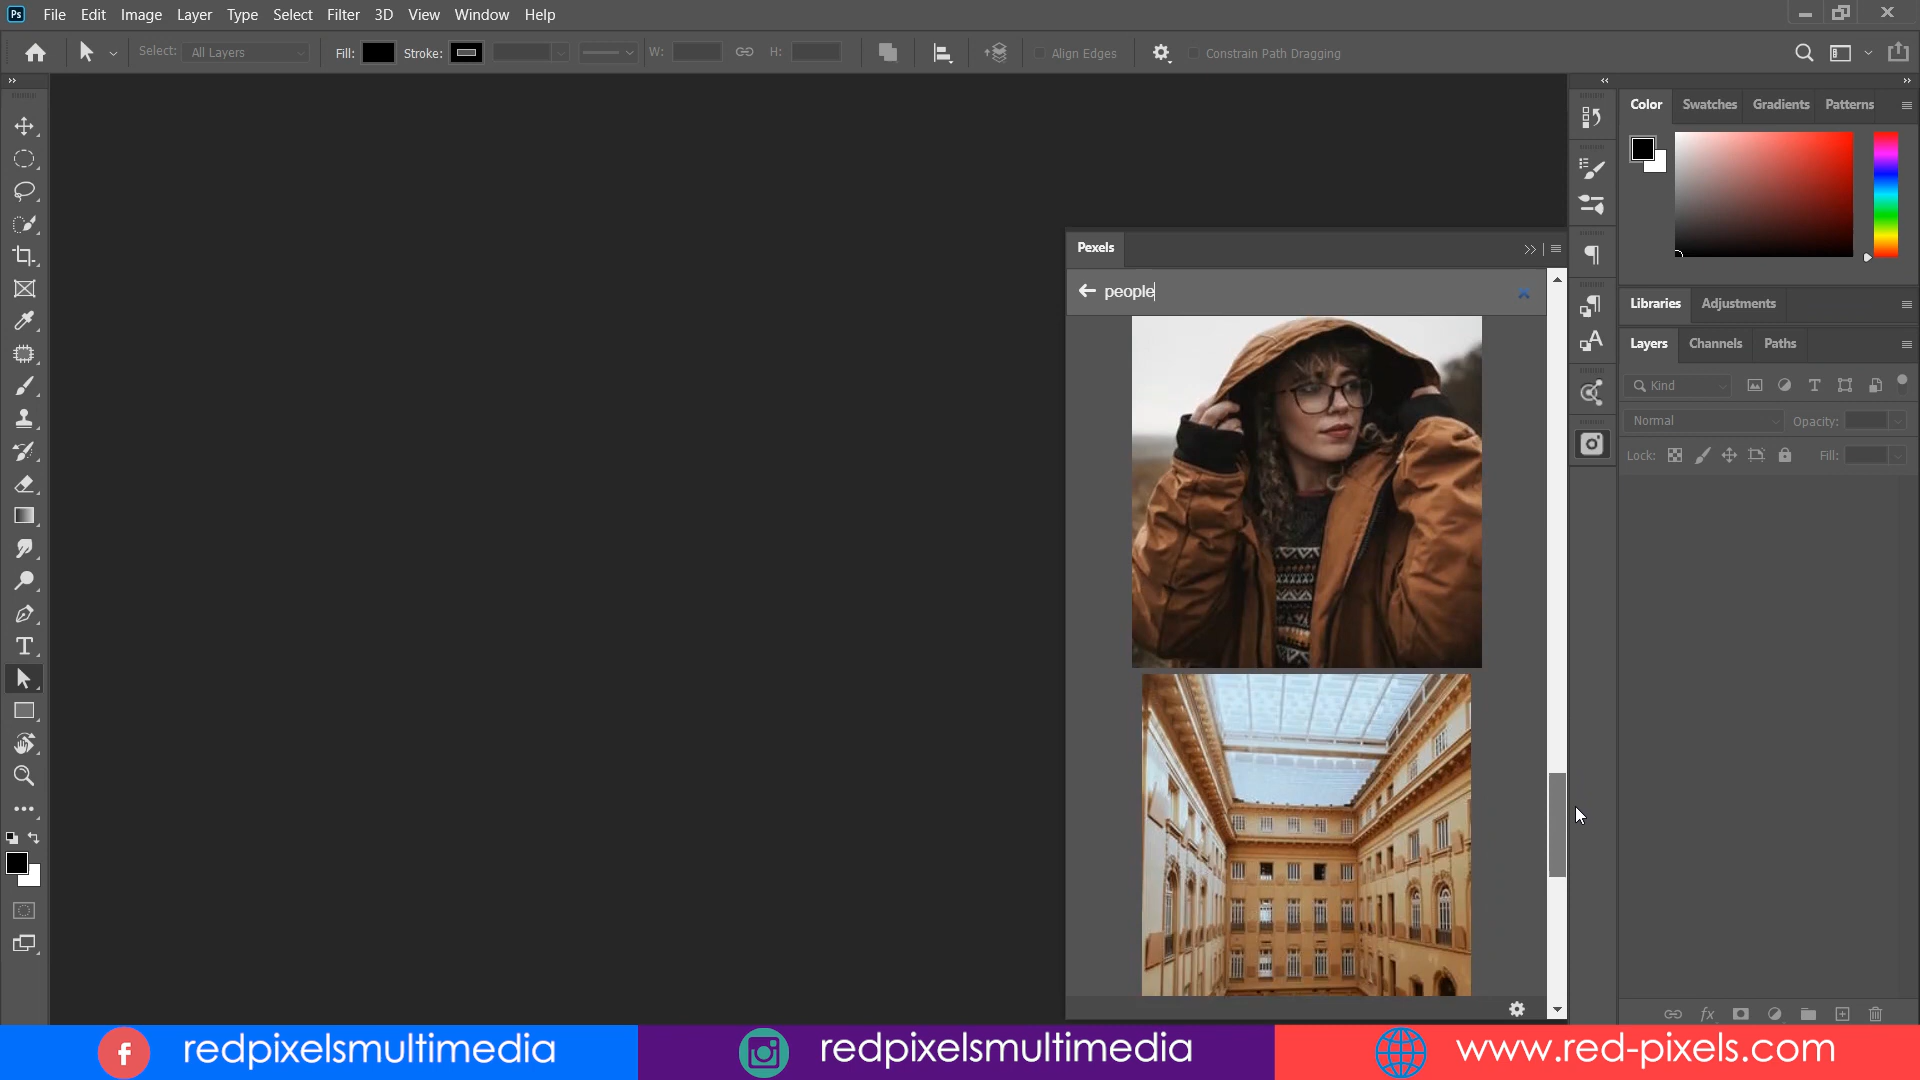 Ps File Edit Image Layer Type Select Filter 3D View Window Help
Select: All Layers Fill: Stroke: W: H: Align Edges Constrain Path Dragging
Color Swatches Gradients Patterns
Pexels
people
Libraries Adjustments
Layers Channels Paths
Kind
Normal Opacity:
Lock: Fill:
redpixelsmultimedia redpixelsmultimedia www.red-pixels.com